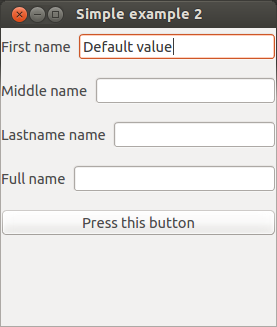 Simple example 2
First name Default value
Middle name
Lastname name
Full name
Press this button